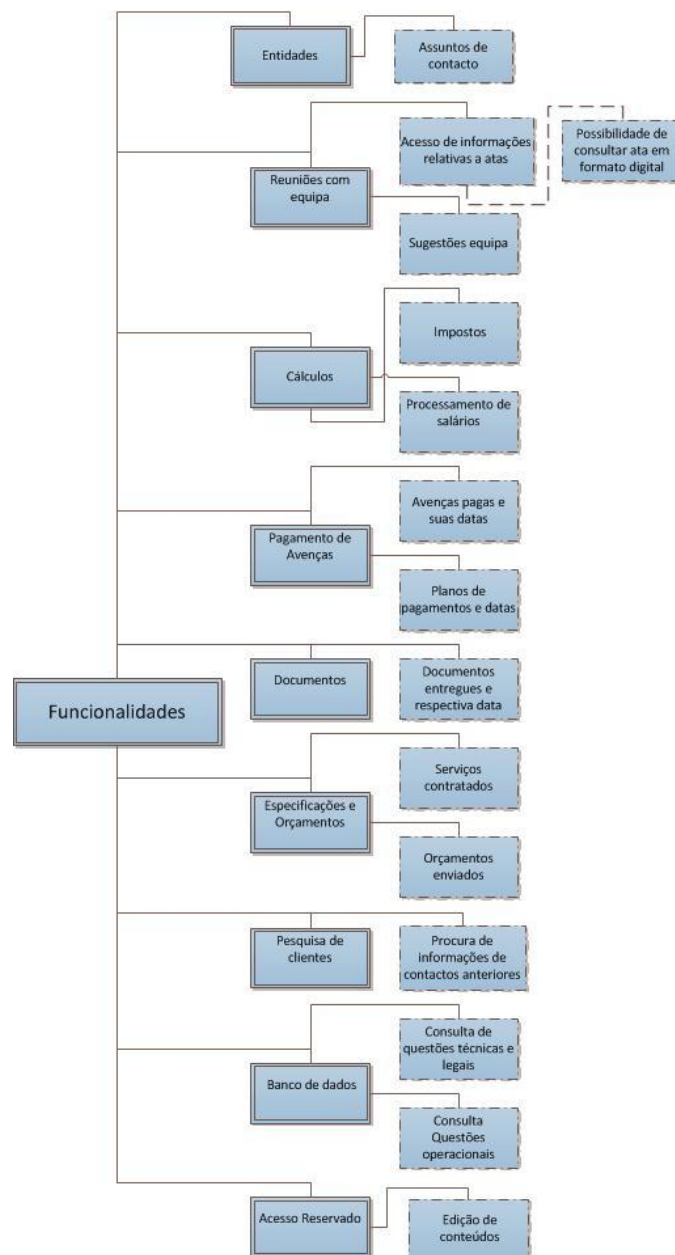 Entidades
Assuntos de
contacto
Acesso de informações
relativas a atas
Possibilidade de
consultar ata em
formato digital
Reuniões com
equipa
Sugestões equipa
Impostos
Cálculos
Processamento de
salários
Avenças pagas e
suas datas
Pagamento de
Avenças
Planos de
pagamentos e datas
Documentos
Documentos
entregues e
respectiva data
Funcionalidades
Serviços
contratados
Especificações e
Orçamentos
Orçamentos
enviados
Pesquisa de
clientes
Procura de
informações de
contactos anteriores
Consulta de
questões técnicas e
legais
Banco de dados
Consulta
Questões
operacionais
Acesso Reservado
Edição de
conteúdos